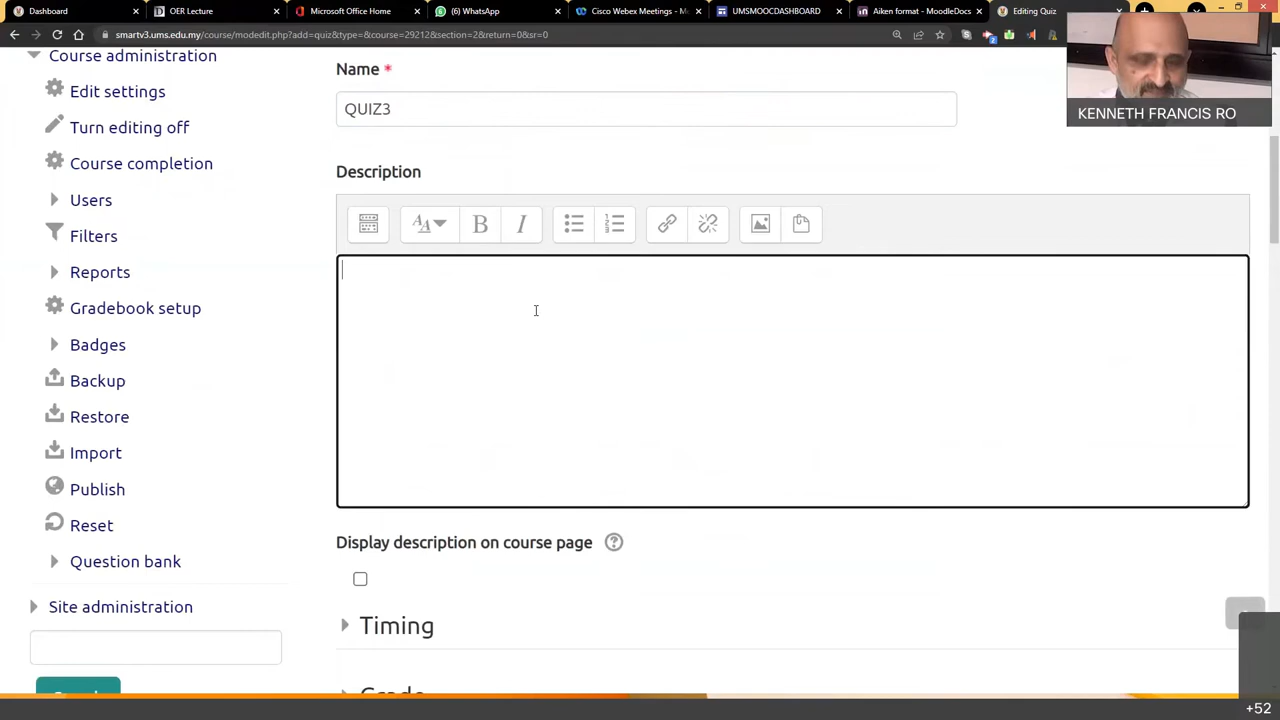 Dashboard
OER Lecture
Microsoft Office Home
(6) WhatsApp
Cisco Webex Meetings - M
UMSMOOCDASHBOARD
Aiken format - MoodleDocs
Editing Quiz
smartv3.ums.edu.my/course/modedit.php?add=quiz&type=&course=29212&section=2&return=0&sr=0
KENNETH FRANCIS RO
Course administration
Edit settings
Turn editing off
Course completion
Users
Filters
Reports
Gradebook setup
Badges
Backup
Restore
Import
Publish
Reset
Question bank
Site administration
Name *
QUIZ3
Description
Display description on course page
Timing
+52